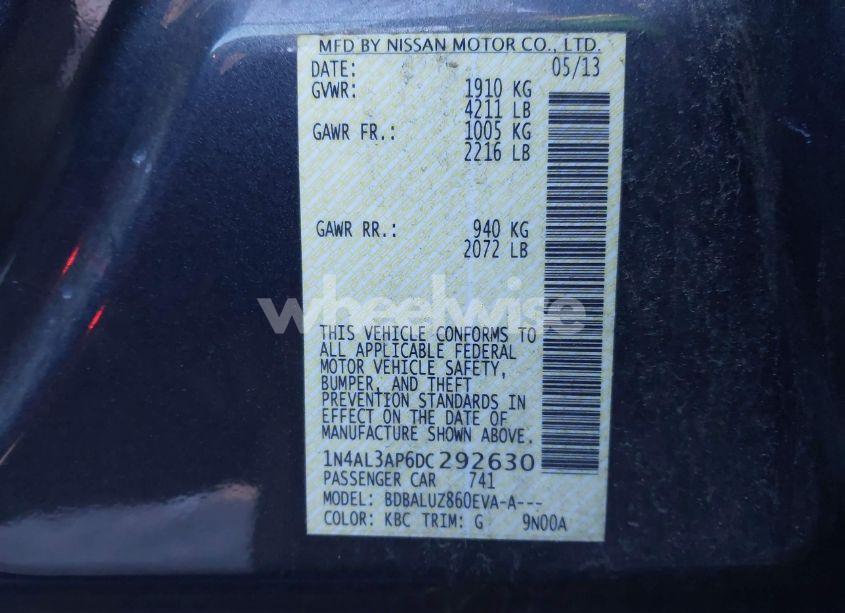 MFD BY NISSAN MOTOR CO., LTD.
DATE: 05/13
GVWR: 1910 KG
4211 LB
GAWR FR.: 1005 KG
2216 LB
GAWR RR.: 940 KG
2072 LB
wheelwise
THIS VEHICLE CONFORMS TO
ALL APPLICABLE FEDERAL
MOTOR VEHICLE SAFETY,
BUMPER, AND THEFT
PREVENTION STANDARDS IN
EFFECT ON THE DATE OF
MANUFACTURE SHOWN ABOVE.
1N4AL3AP6DC292630
PASSENGER CAR 741
MODEL: BDBALUZ860EVA-A---
COLOR: KBC TRIM: G 9N00A